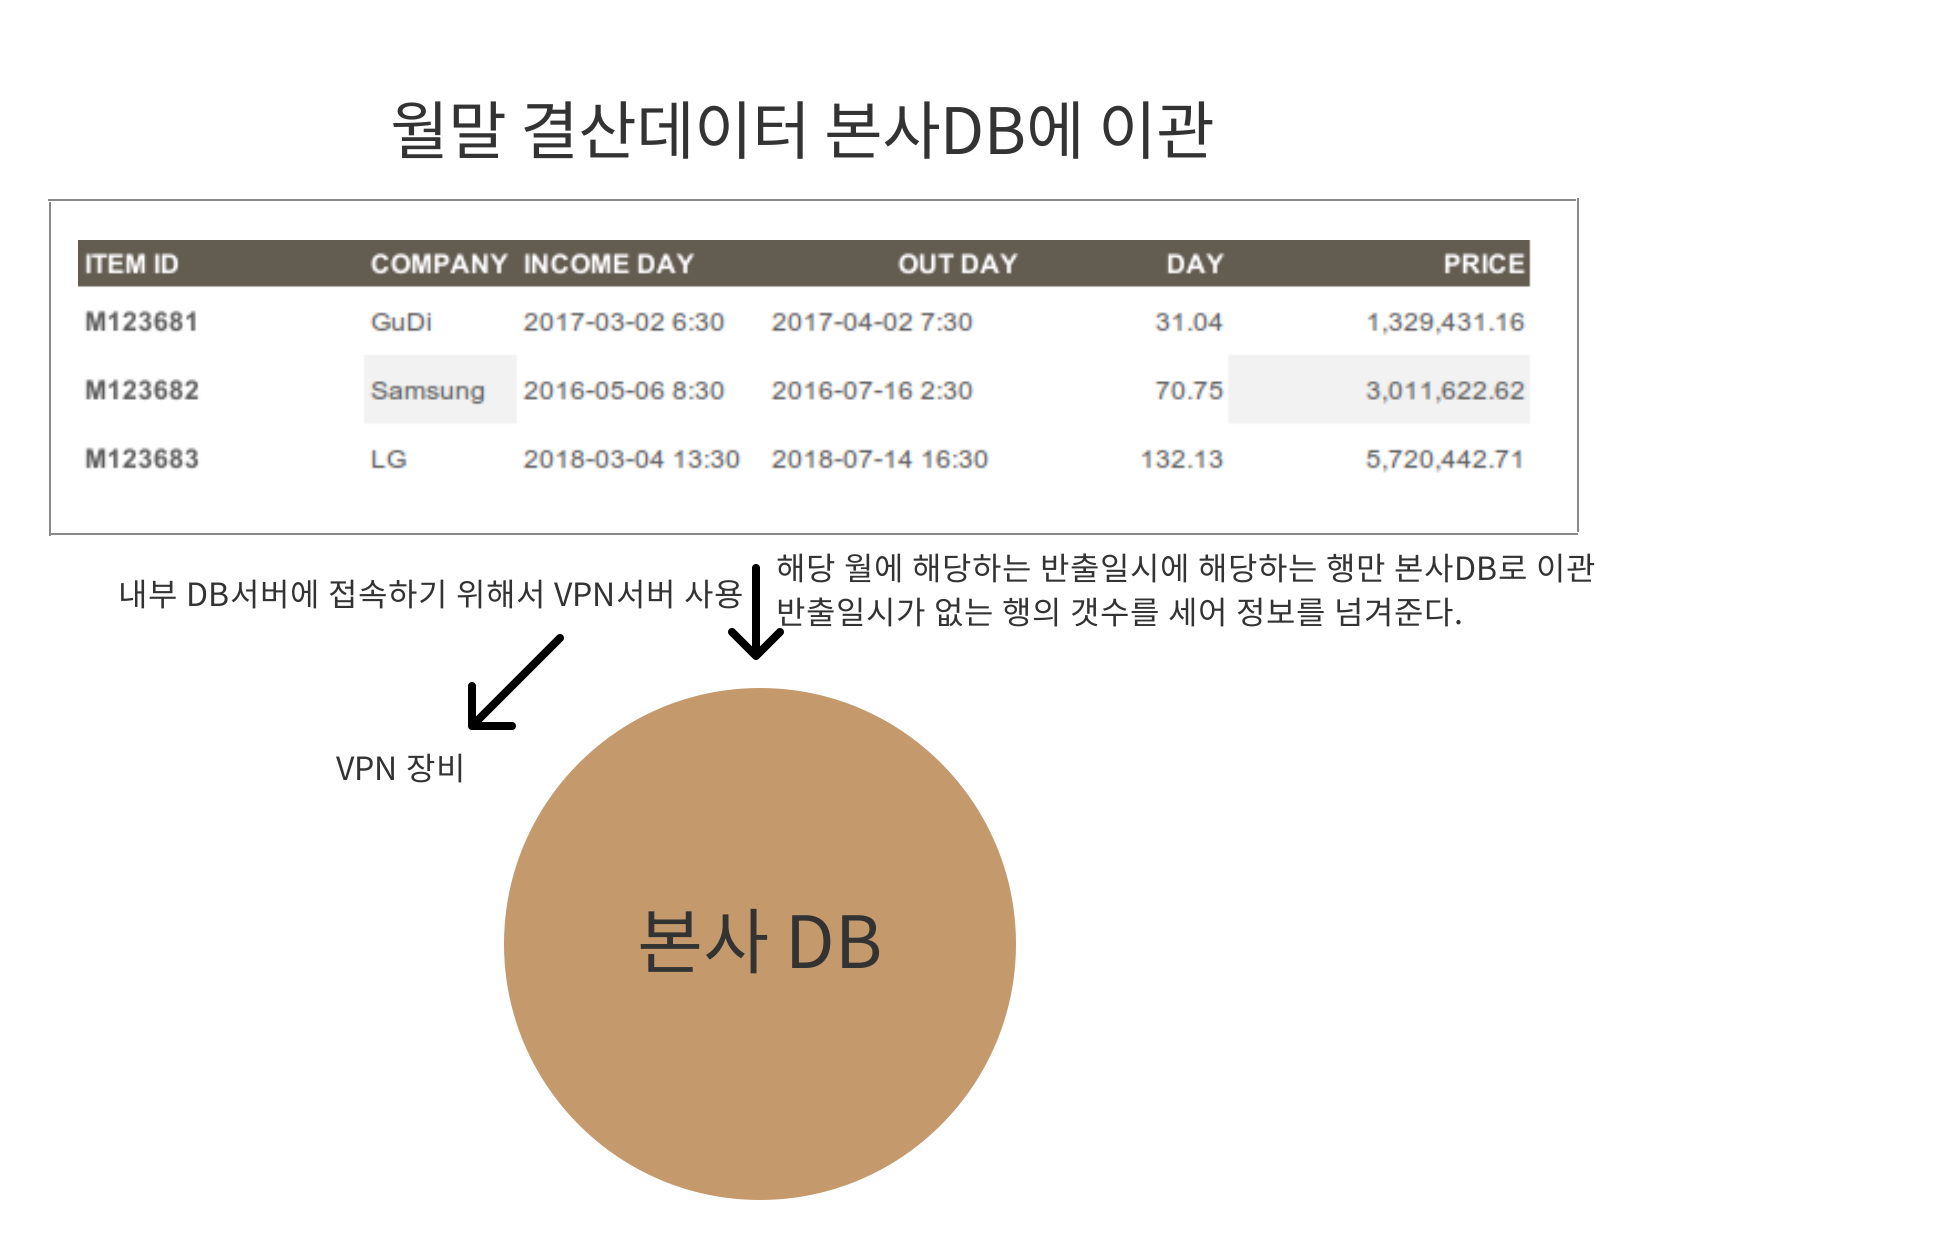 월말 결산데이터 본사DB에 이관
ITEM ID COMPANY INCOME DAY OUT DAY DAY PRICE
M123681 GuDi 2017-03-02 6:30 2017-04-02 7:30 31.04 1,329,431.16
M123682 Samsung 2016-05-06 8:30 2016-07-16 2:30 70.75 3,011,622.62
M123683 LG 2018-03-04 13:30 2018-07-14 16:30 132.13 5,720,442.71
내부 DB서버에 접속하기 위해서 VPN서버 사용
해당 월에 해당하는 반출일시에 해당하는 행만 본사DB로 이관
반출일시가 없는 행의 갯수를 세어 정보를 넘겨준다.
VPN 장비
본사 DB